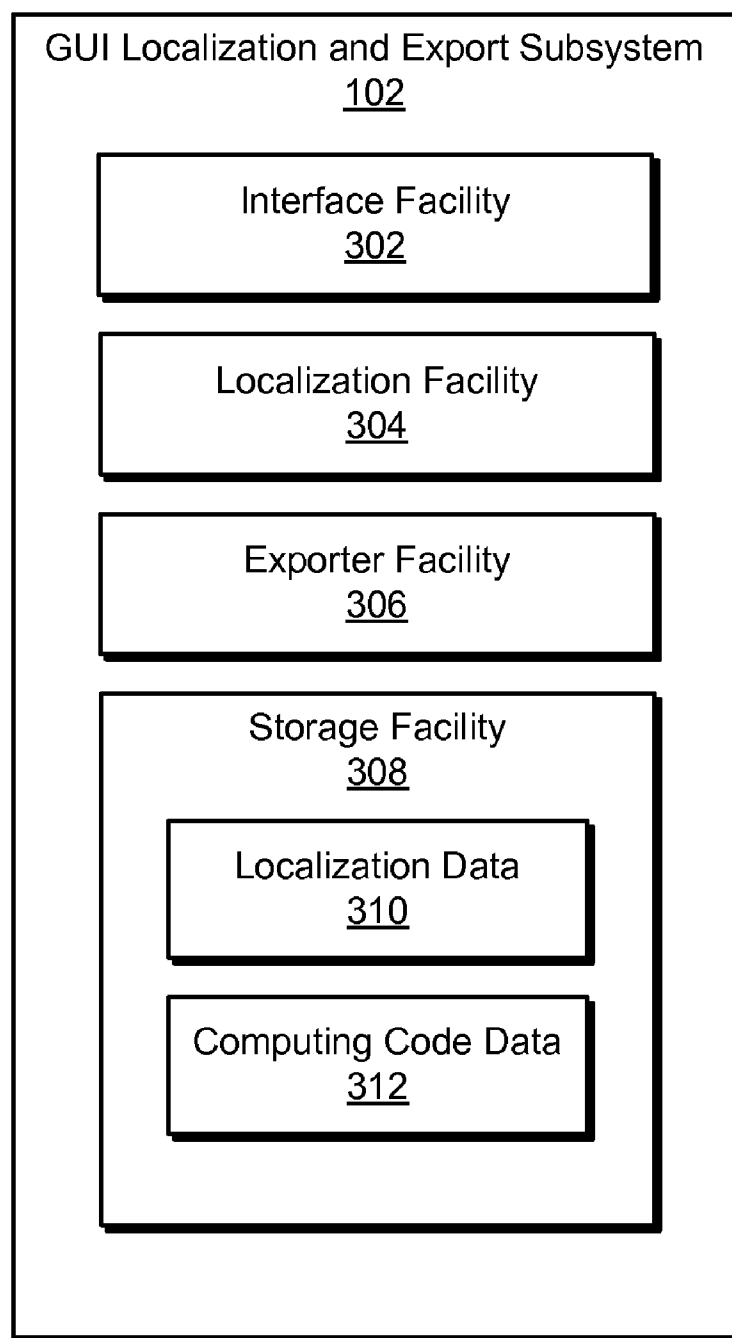 GUI Localization and Export Subsystem
102
Interface Facility
302
Localization Facility
304
Exporter Facility
306
Storage Facility
308
Localization Data
310
Computing Code Data
312